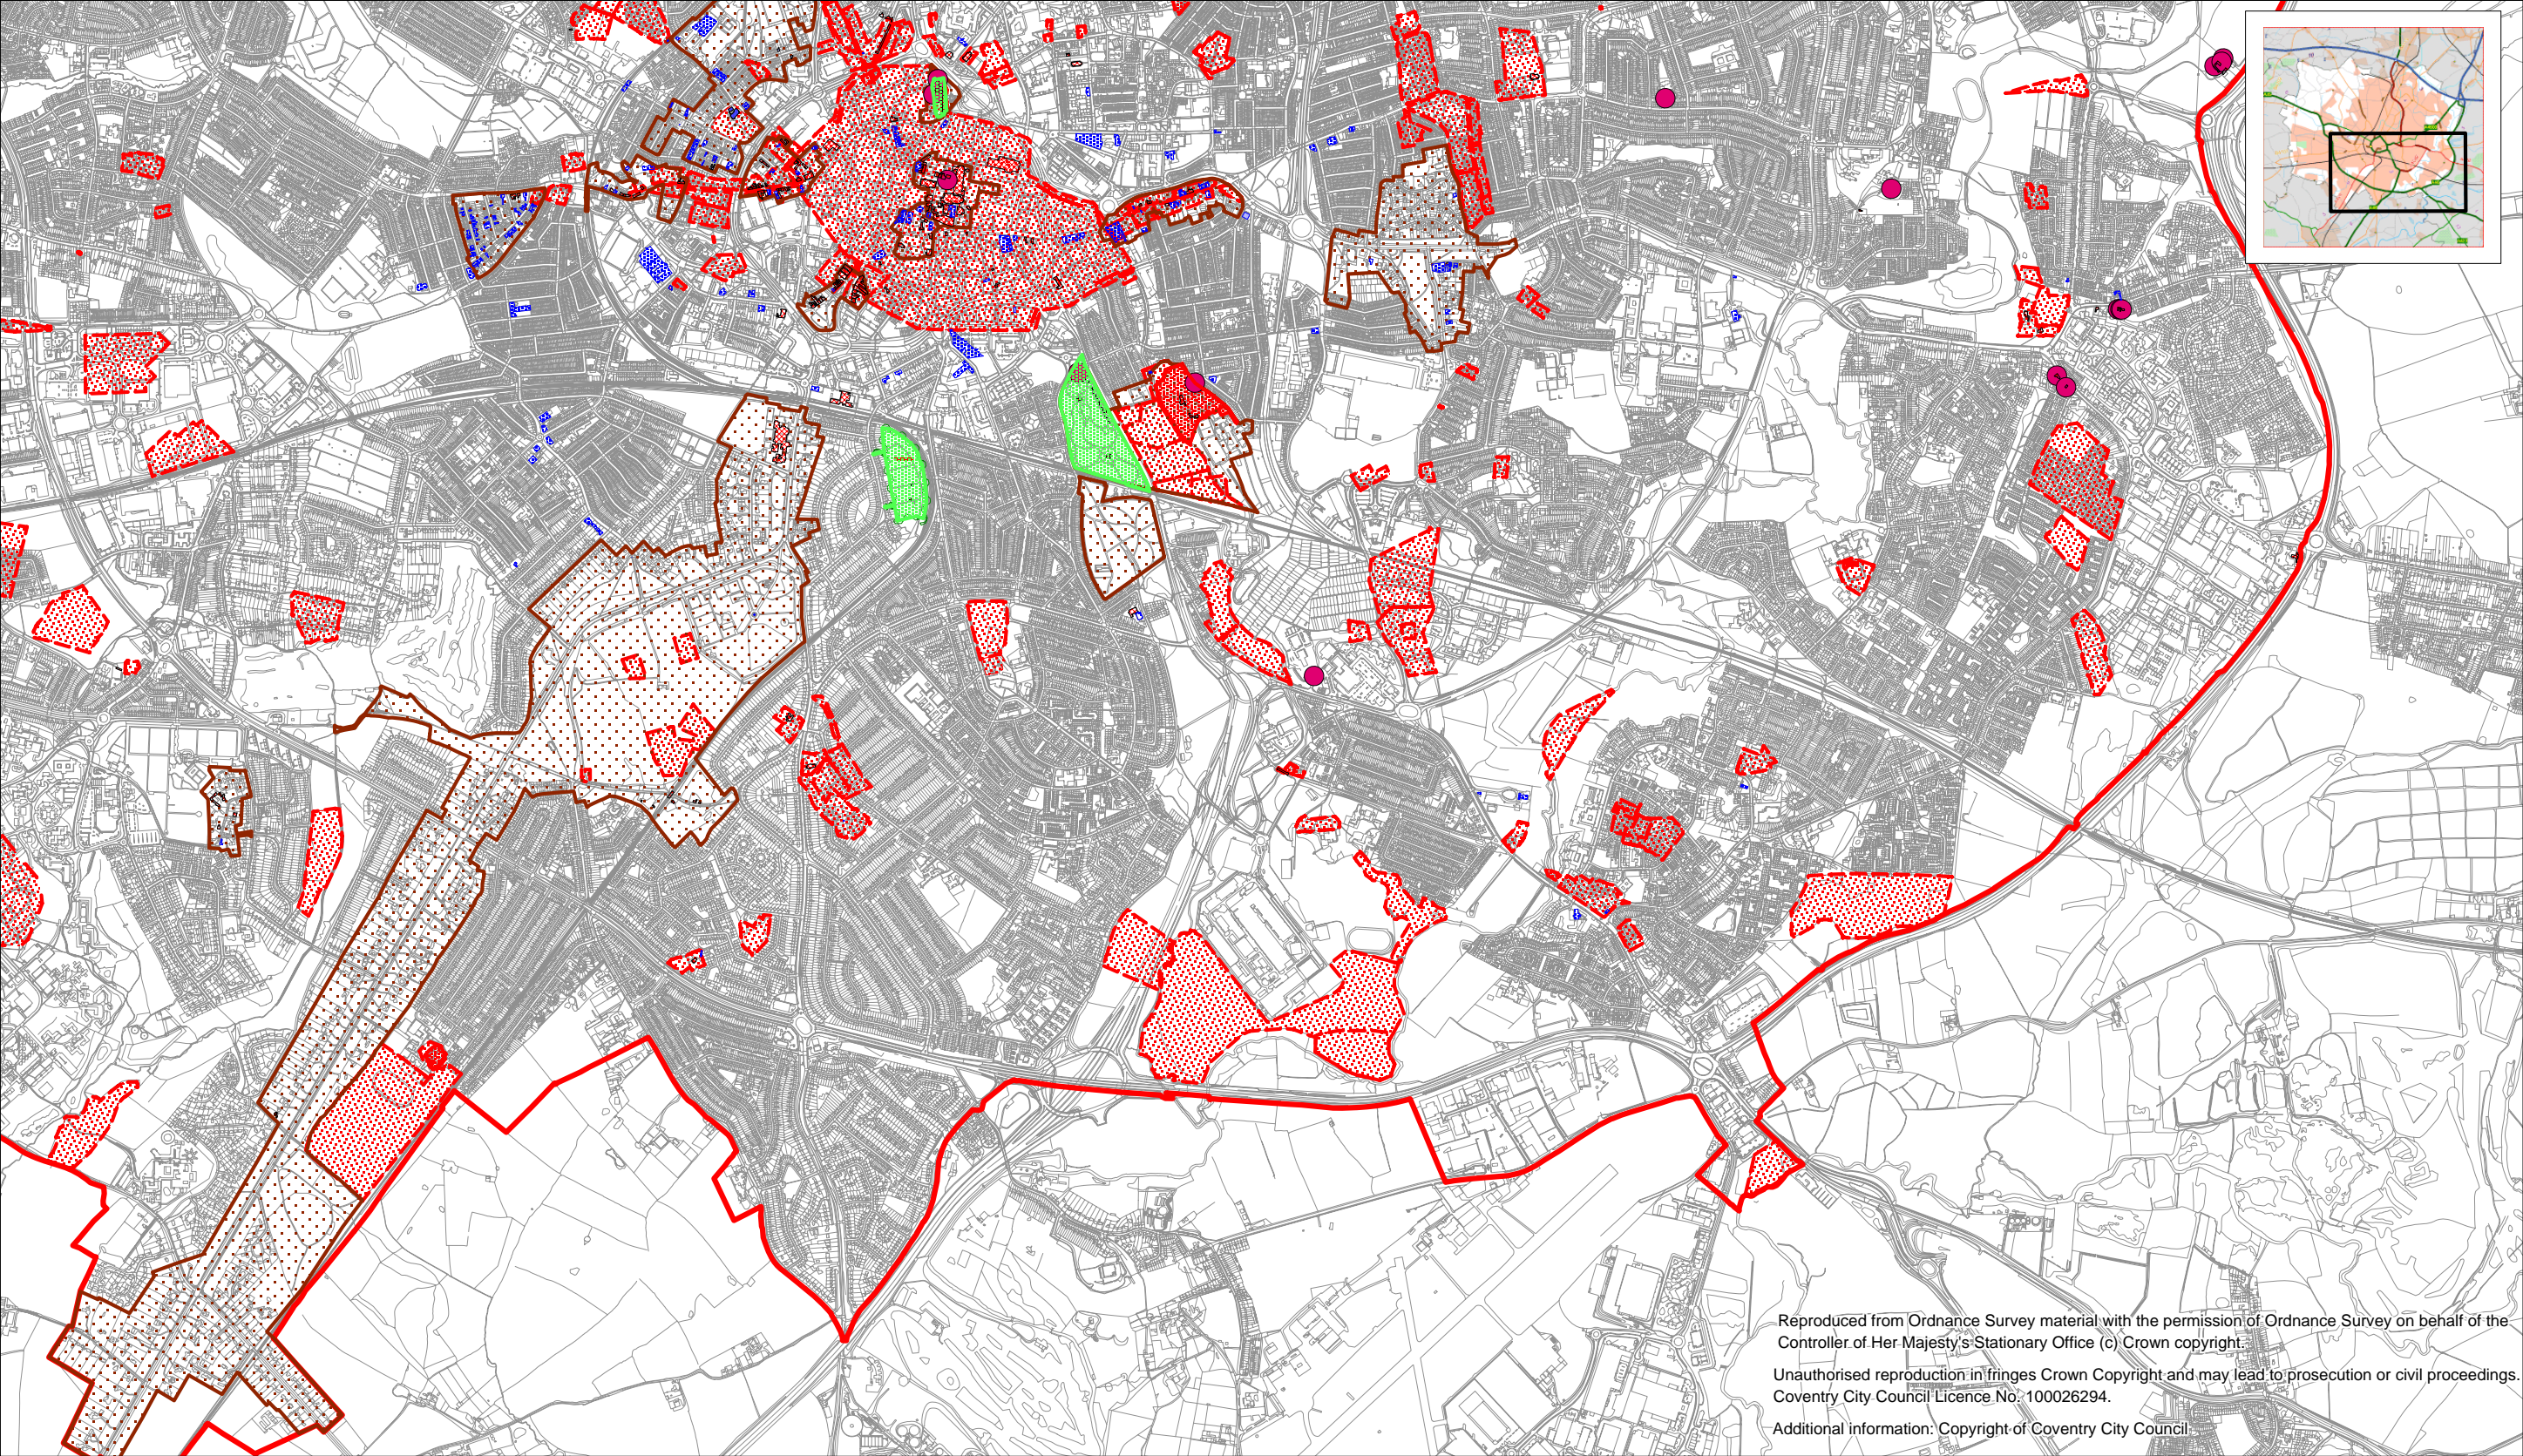 Reproduced from Ordnance Survey material with the permission of Ordnance Survey on behalf of the
Controller of Her Majesty's Stationary Office (c) Crown copyright.
Unauthorised reproduction in fringes Crown Copyright and may lead to prosecution or civil proceedings.
Coventry City Council Licence No. 100026294.
Additional information: Copyright of Coventry City Council